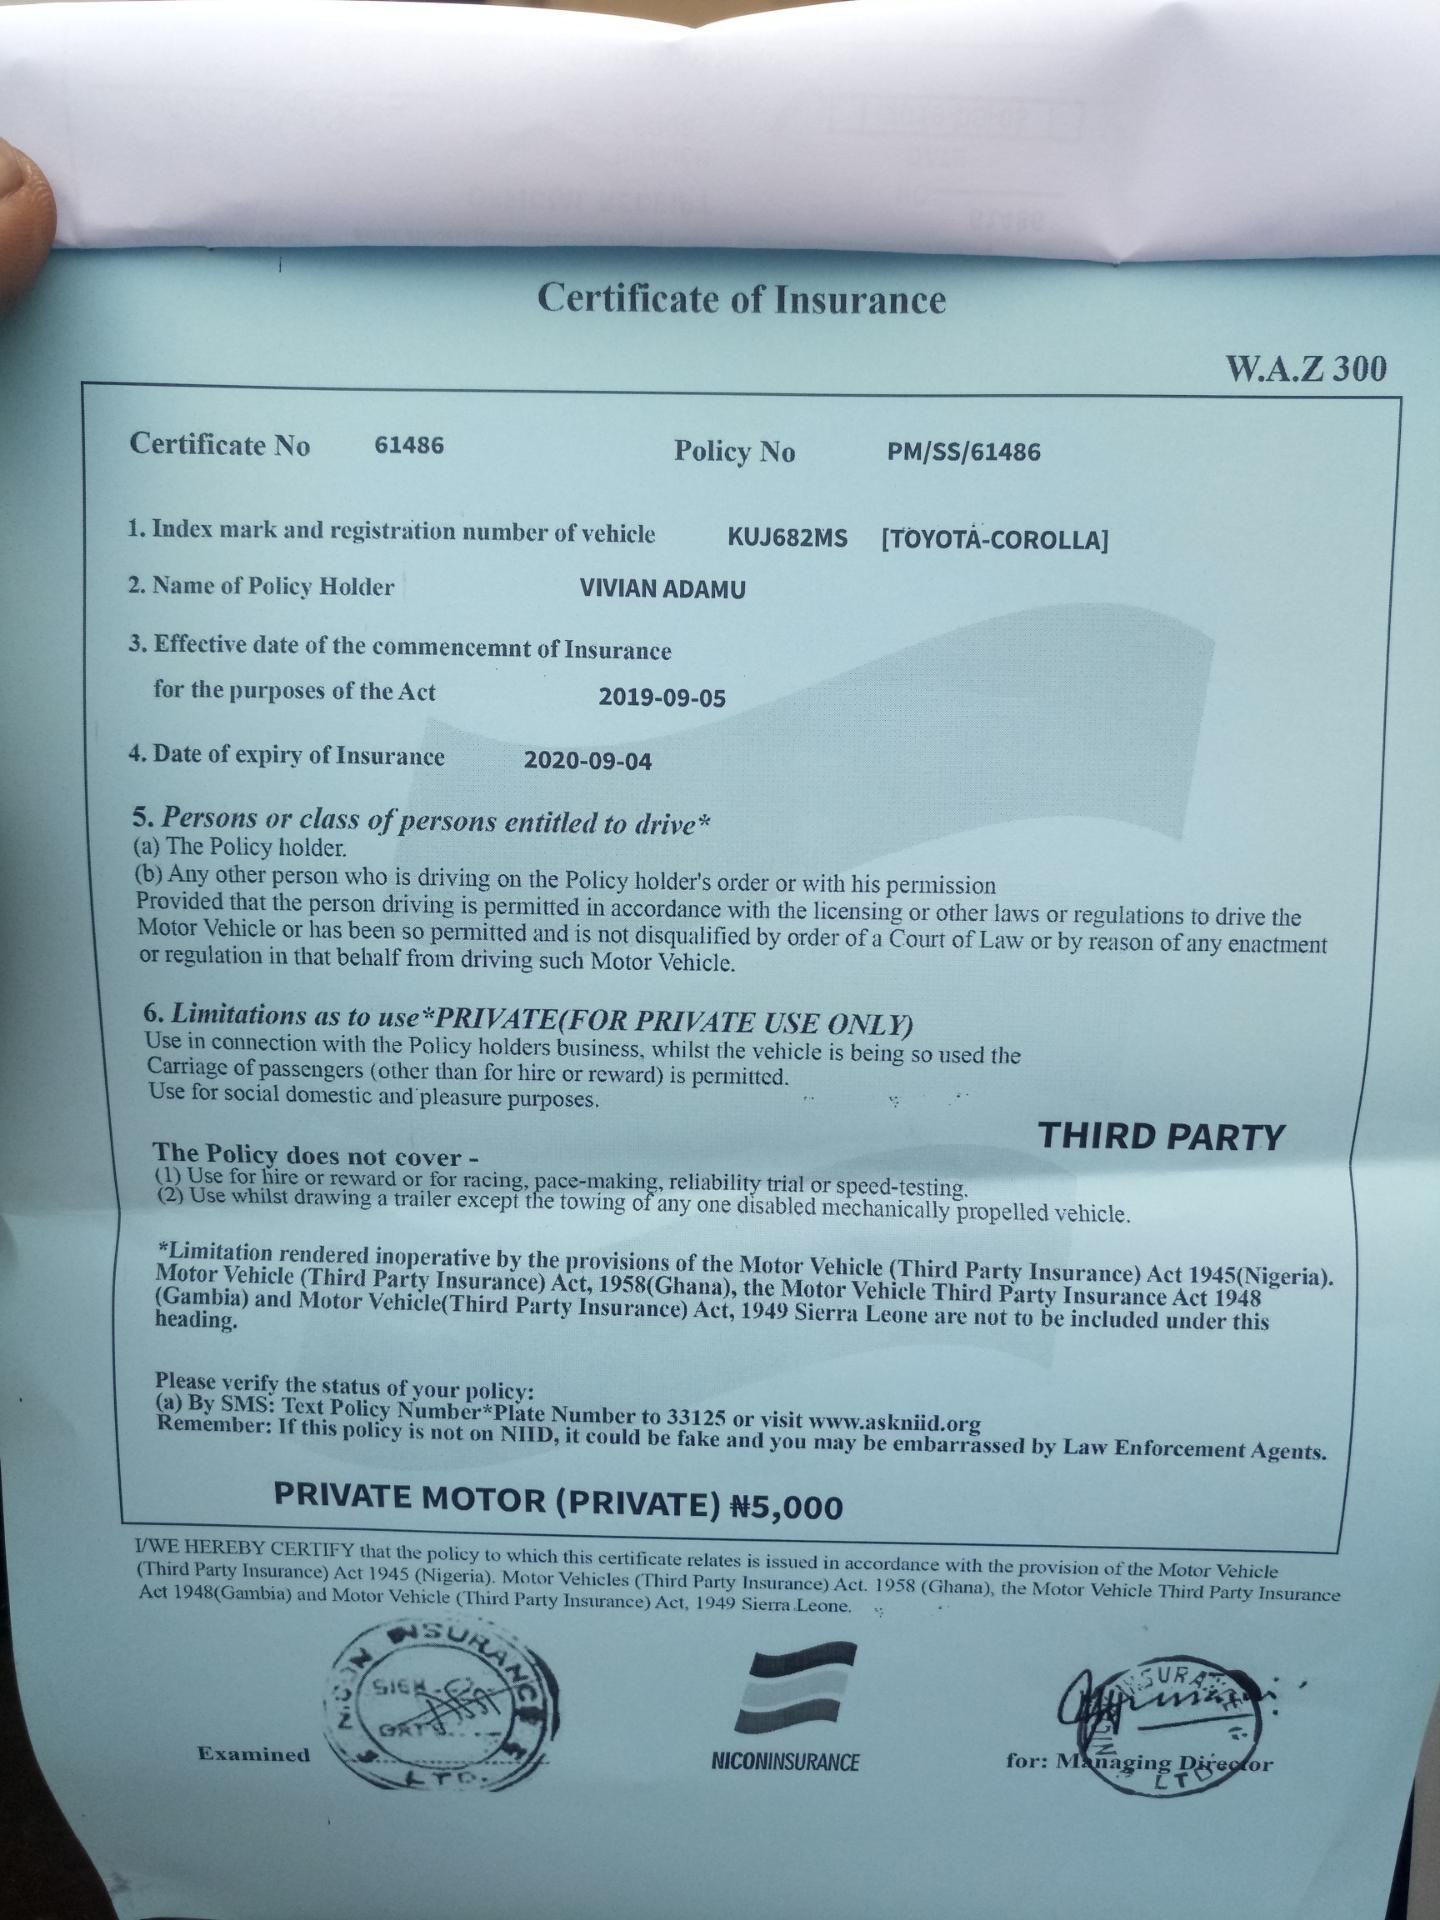 Certificate of Insurance
W.A.Z 300
Certificate No 61486 Policy No PM/SS/61486
1. Index mark and registration number of vehicle KUJ682MS [TOYOTA-COROLLA]
2. Name of Policy Holder VIVIAN ADAMU
3. Effective date of the commencemnt of Insurance
for the purposes of the Act 2019-09-05
4. Date of expiry of Insurance 2020-09-04
5. Persons or class of persons entitled to drive*
(a) The Policy holder.
(b) Any other person who is driving on the Policy holder's order or with his permission
Provided that the person driving is permitted in accordance with the licensing or other laws or regulations to drive the
Motor Vehicle or has been so permitted and is not disqualified by order of a Court of Law or by reason of any enactment
or regulation in that behalf from driving such Motor Vehicle.
6. Limitations as to use*PRIVATE(FOR PRIVATE USE ONLY)
Use in connection with the Policy holders business, whilst the vehicle is being so used the
Carriage of passengers (other than for hire or reward) is permitted.
Use for social domestic and pleasure purposes.
THIRD PARTY
The Policy does not cover -
(1) Use for hire or reward or for racing, pace-making, reliability trial or speed-testing.
(2) Use whilst drawing a trailer except the towing of any one disabled mechanically propelled vehicle.
*Limitation rendered inoperative by the provisions of the Motor Vehicle (Third Party Insurance) Act 1945(Nigeria).
Motor Vehicle (Third Party Insurance) Act, 1958(Ghana), the Motor Vehicle Third Party Insurance Act 1948
(Gambia) and Motor Vehicle(Third Party Insurance) Act, 1949 Sierra Leone are not to be included under this
heading.
Please verify the status of your policy:
(a) By SMS: Text Policy Number*Plate Number to 33125 or visit www.askniid.org
Remember: If this policy is not on NIID, it could be fake and you may be embarrassed by Law Enforcement Agents.
PRIVATE MOTOR (PRIVATE) ₦5,000
I/WE HEREBY CERTIFY that the policy to which this certificate relates is issued in accordance with the provision of the Motor Vehicle
(Third Party Insurance) Act 1945 (Nigeria). Motor Vehicles (Third Party Insurance) Act. 1958 (Ghana), the Motor Vehicle Third Party Insurance
Act 1948(Gambia) and Motor Vehicle (Third Party Insurance) Act, 1949 Sierra Leone.
NICON INSURANCE
LTD.
SIGN
DATE
Examined
NICONINSURANCE
INSURANCE
LTD
for: Managing Director